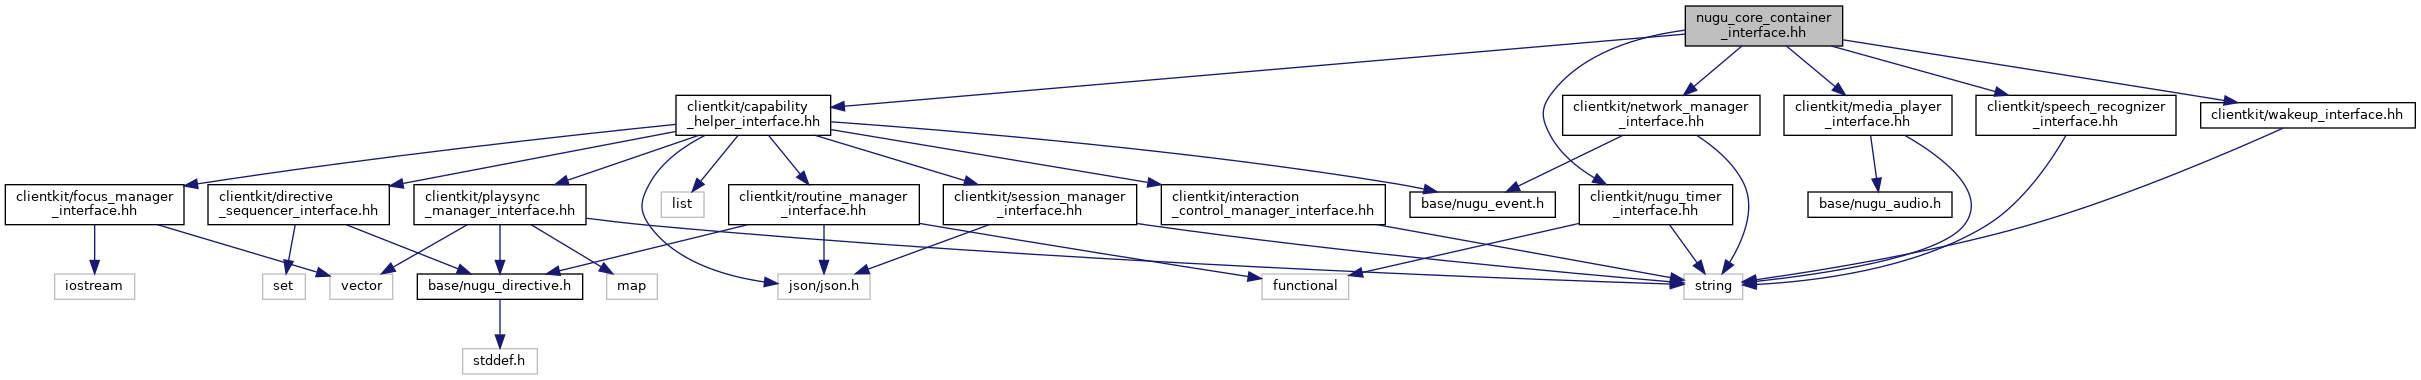 nugu_core_container
_interface.hh
clientkit/capability
_helper_interface.hh
clientkit/network_manager
_interface.hh
clientkit/media_player
_interface.hh
clientkit/speech_recognizer
_interface.hh
clientkit/wakeup_interface.hh
clientkit/focus_manager
_interface.hh
clientkit/directive
_sequencer_interface.hh
clientkit/playsync
_manager_interface.hh
list
clientkit/routine_manager
_interface.hh
clientkit/session_manager
_interface.hh
clientkit/interaction
_control_manager_interface.hh
base/nugu_event.h
clientkit/nugu_timer
_interface.hh
base/nugu_audio.h
iostream
set
vector
base/nugu_directive.h
map
json/json.h
functional
string
stddef.h